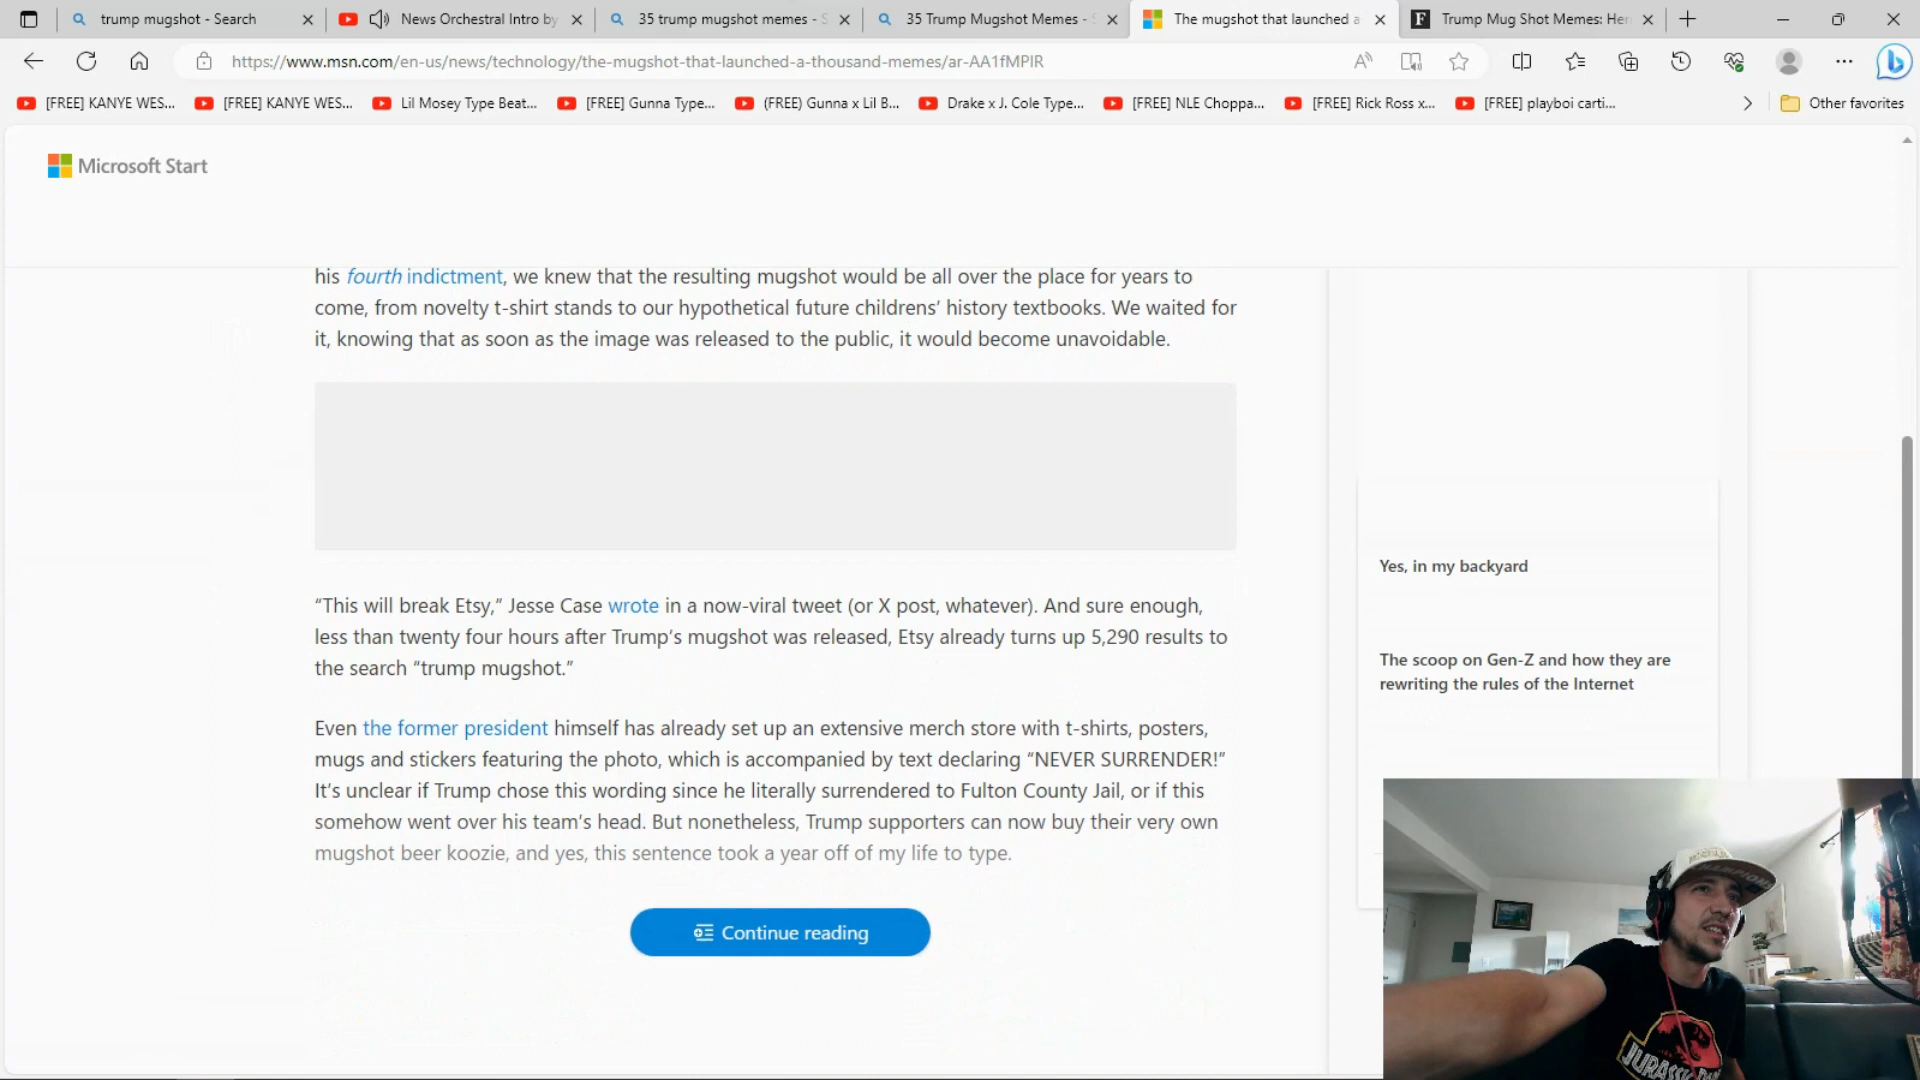 trump mugshot - Search
News Orchestral Intro by
35 trump mugshot memes - S
35 Trump Mugshot Memes - S
The mugshot that launched a
Trump Mug Shot Memes: Her
https://www.msn.com/en-us/news/technology/the-mugshot-that-launched-a-thousand-memes/ar-AA1fMPIR
[FREE] KANYE WES...
[FREE] KANYE WES...
Lil Mosey Type Beat...
[FREE] Gunna Type...
(FREE) Gunna x Lil B...
Drake x J. Cole Type...
[FREE] NLE Choppa...
[FREE] Rick Ross x...
[FREE] playboi carti...
Other favorites
Microsoft Start
his fourth indictment, we knew that the resulting mugshot would be all over the place for years to
come, from novelty t-shirt stands to our hypothetical future childrens’ history textbooks. We waited for
it, knowing that as soon as the image was released to the public, it would become unavoidable.
“This will break Etsy,” Jesse Case wrote in a now-viral tweet (or X post, whatever). And sure enough,
less than twenty four hours after Trump’s mugshot was released, Etsy already turns up 5,290 results to
the search “trump mugshot.”
Even the former president himself has already set up an extensive merch store with t-shirts, posters,
mugs and stickers featuring the photo, which is accompanied by text declaring “NEVER SURRENDER!”
It’s unclear if Trump chose this wording since he literally surrendered to Fulton County Jail, or if this
somehow went over his team’s head. But nonetheless, Trump supporters can now buy their very own
mugshot beer koozie, and yes, this sentence took a year off of my life to type.
Continue reading
Yes, in my backyard
The scoop on Gen-Z and how they are
rewriting the rules of the Internet